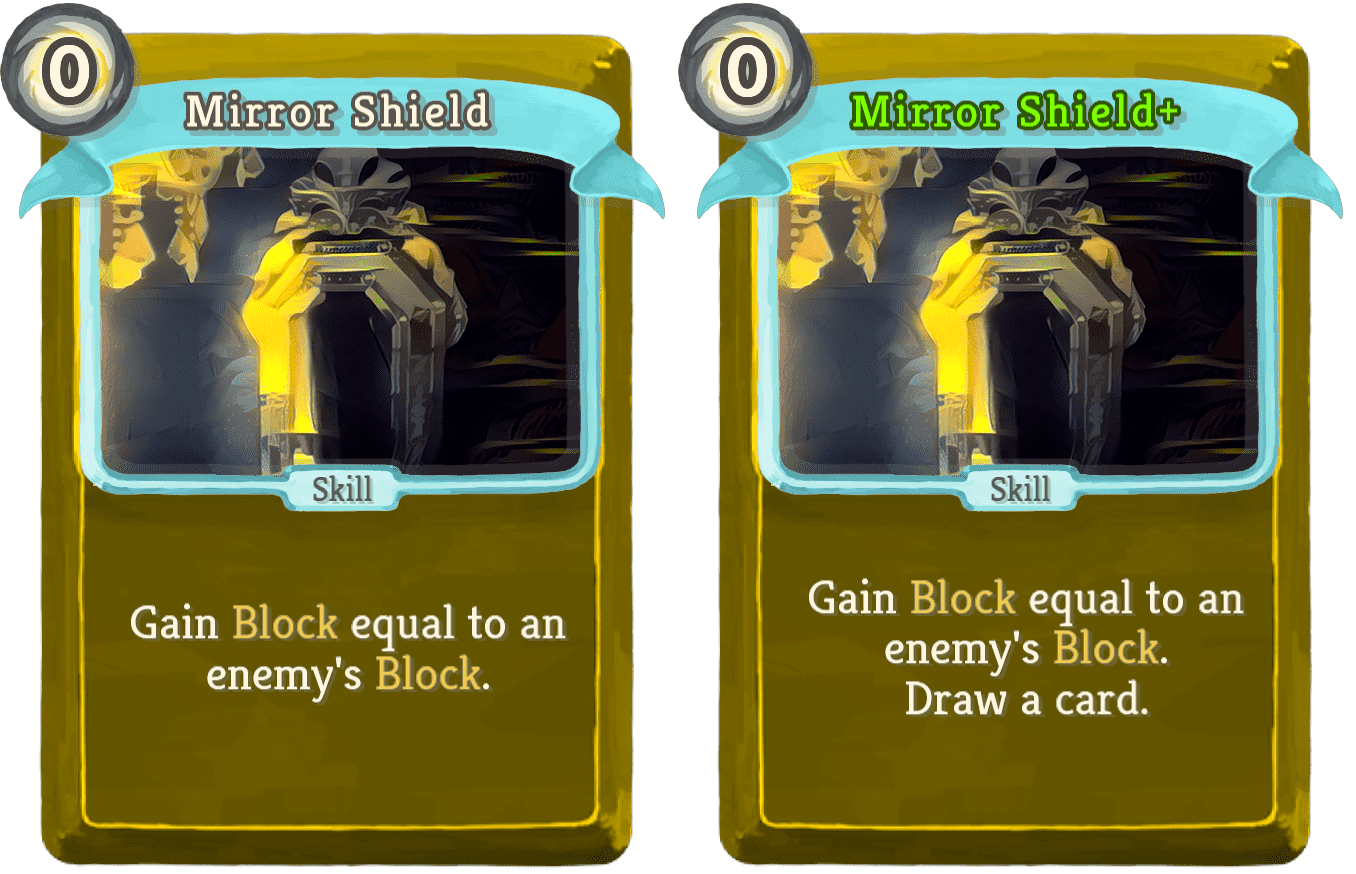 0
Mirror Shield
Skill
Gain Block equal to an
enemy's Block.
0
Mirror Shield+
Skill
Gain Block equal to an
enemy's Block.
Draw a card.